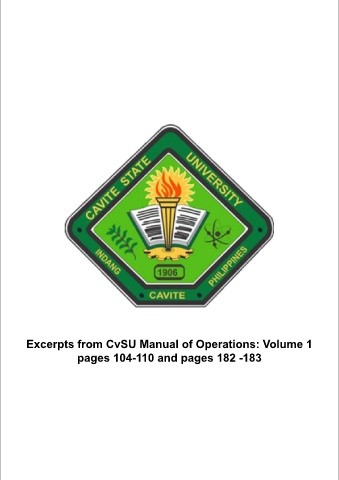 CAVITE STATE UNIVERSITY
INDANG
1906
PHILIPPINES
CAVITE
Excerpts from CvSU Manual of Operations: Volume 1
pages 104-110 and pages 182 -183